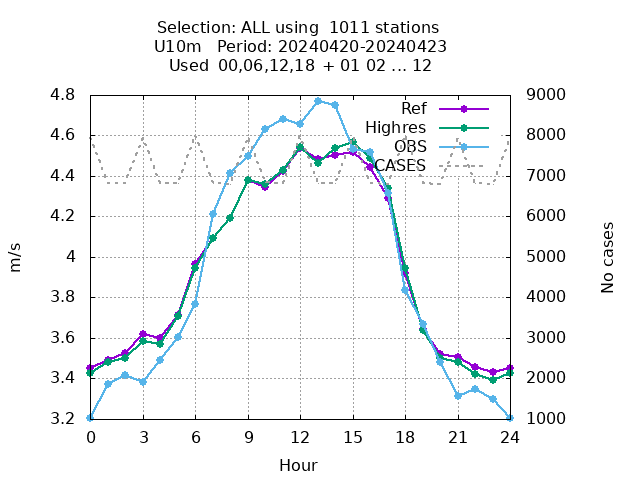 Selection: ALL using  1011 stations
U10m   Period: 20240420-20240423
Used  00,06,12,18 + 01 02 ... 12
4.8
4.6
4.4
4.2
4
3.8
3.6
3.4
3.2
9000
8000
7000
6000
5000
4000
3000
2000
1000
Ref
Highres
OBS
CASES
m/s
No cases
0 3 6 9 12 15 18 21 24
Hour